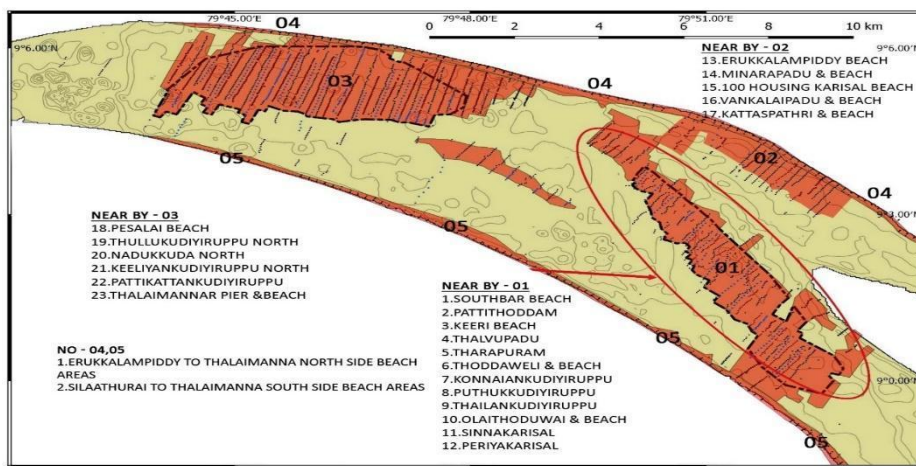 79°45.00'E 79°48.00'E 79°51.00'E
0 2 4 6 8 10 km
9°6.00'N 9°6.00'N
04
NEAR BY - 02
13.ERUKKALAMPIDDY BEACH
14.MINARAPADU & BEACH
15.100 HOUSING KARISAL BEACH
16.VANKALAIPADU & BEACH
17.KATTASPATHRI & BEACH
03
04
05
02
04
NEAR BY - 03
18.PESALAI BEACH
19.THULLUKUDIYIRUPPU NORTH
20.NADUKKUDA NORTH
21.KEELIYANKUDIYIRUPPU NORTH
22.PATTIKATTANKUDIYIRUPPU
23.THALAIMANNAR PIER &BEACH
05
01
NEAR BY - 01
1.SOUTHBAR BEACH
2.PATTITHODDAM
3.KEERI BEACH
4.THALVUPADU
5.THARAPURAM
6.THODDAWELI & BEACH
7.KONNAIANKUDIYIRUPPU
8.PUTHUKKUDIYIRUPPU
9.THAILANKUDIYIRUPPU
10.OLAITHODUWAI & BEACH
11.SINNAKARISAL
12.PERIYAKARISAL
05
NO - 04,05
1.ERUKKALAMPIDDY TO THALAIMANNA NORTH SIDE BEACH
AREAS
2.SILAATHURAI TO THALAIMANNA SOUTH SIDE BEACH AREAS
9°0.00'N
05